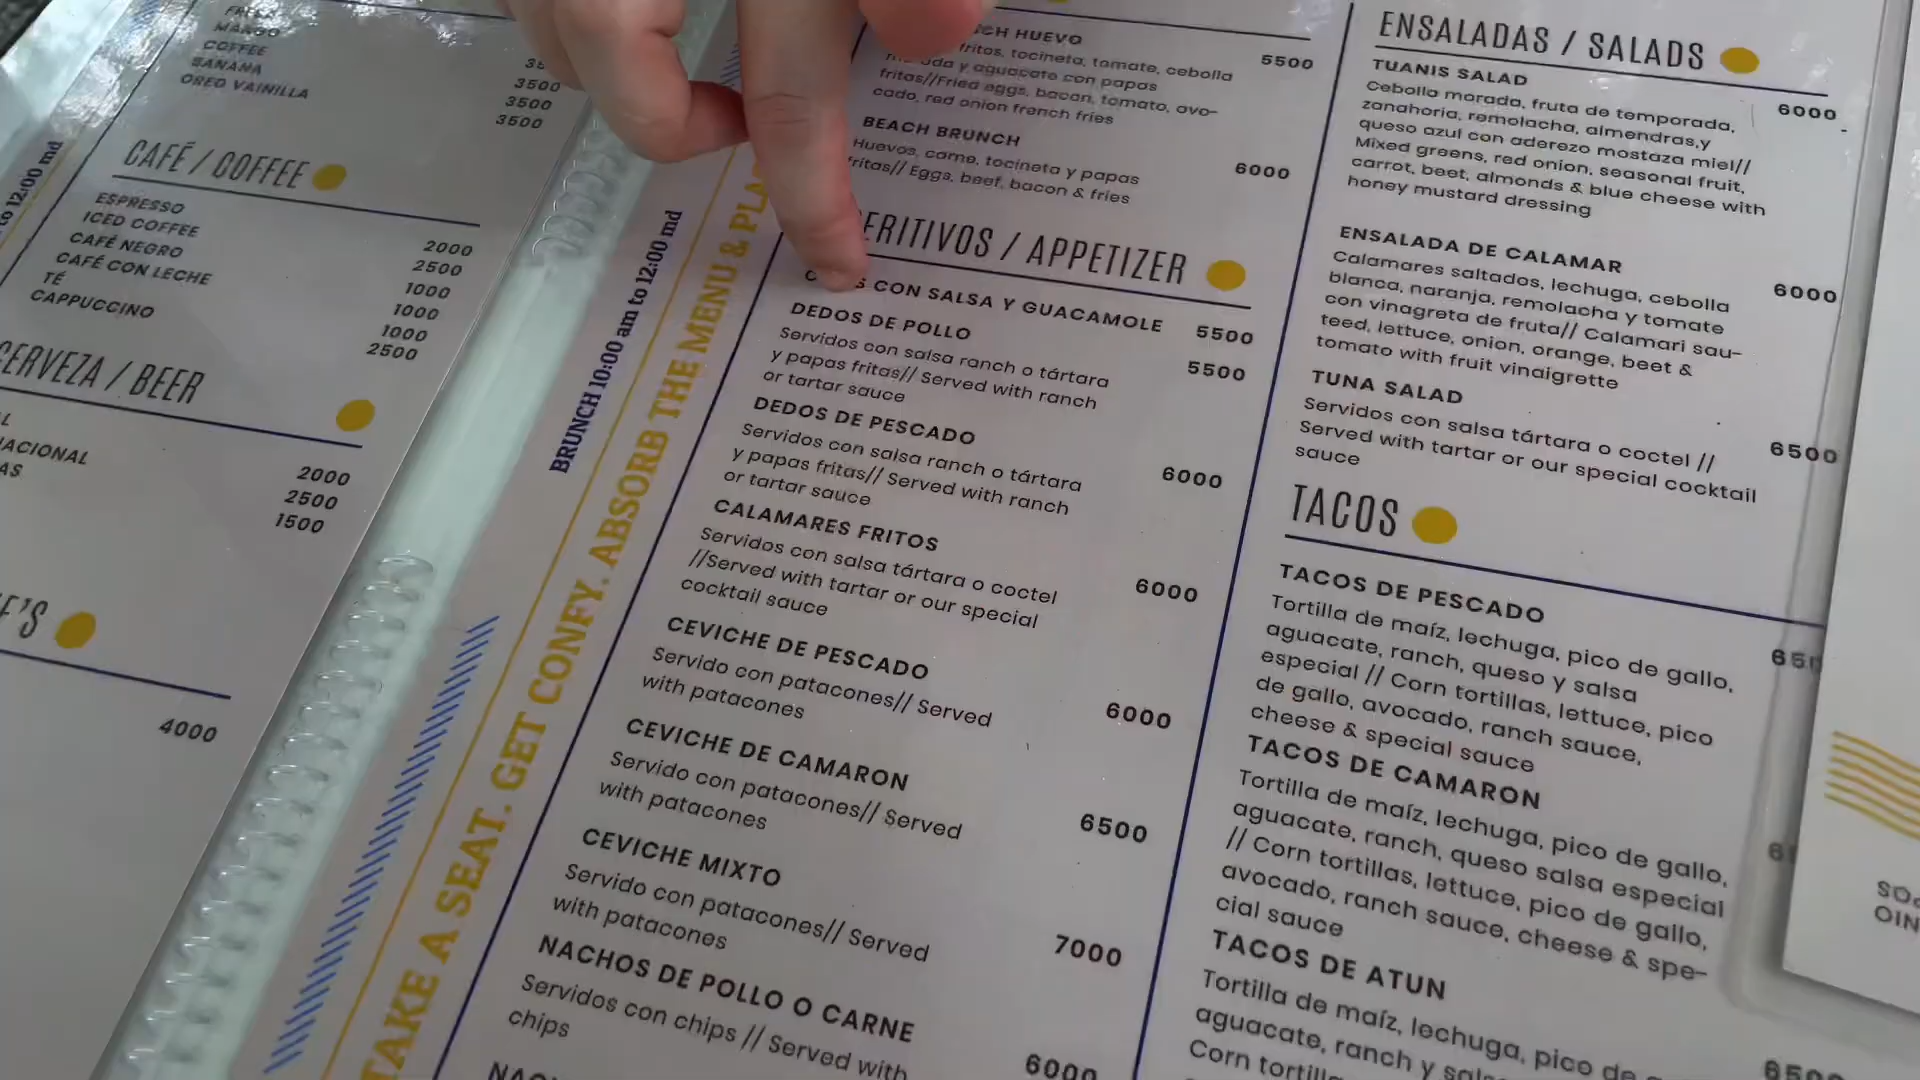 MANGO
COFFEE
BANANA
OREO VAINILLA
3500
3500
3500
CAFÉ / COFFEE
ESPRESSO 2000
ICED COFFEE 2500
CAFÉ NEGRO 1000
CAFÉ CON LECHE 1000
TÉ 1000
CAPPUCCINO 2500
BEER
2000
2500
1500
4000
to 12:00 md
BRUNCH 10:00 am to 12:00 md
TAKE A SEAT. GET CONFY. ABSORB THE MENU &
HUEVO 5500
fritos, tocineta, tomate, cebolla
y aguacate con papas
fritas//Fried eggs, bacon, tomato, avo-
cado, red onion french fries
BEACH BRUNCH 6000
Huevos, carne, tocineta y papas
fritas// Eggs, beef, bacon & fries
/ APPETIZER
CON SALSA Y GUACAMOLE 5500
DEDOS DE POLLO 5500
Servidos con salsa ranch o tártara
y papas fritas// Served with ranch
or tartar sauce
DEDOS DE PESCADO 6000
Servidos con salsa ranch o tártara
y papas fritas// Served with ranch
or tartar sauce
CALAMARES FRITOS 6000
Servidos con salsa tártara o coctel
//Served with tartar or our special
cocktail sauce
CEVICHE DE PESCADO 6000
Servido con patacones// Served
with patacones
CEVICHE DE CAMARON 6500
Servido con patacones// Served
with patacones
CEVICHE MIXTO 7000
Servido con patacones// Served
with patacones
NACHOS DE POLLO O CARNE 6000
Servidos con chips // Served with
chips
ENSALADAS / SALADS
TUANIS SALAD 6000
Cebolla morada, fruta de temporada,
zanahoria, remolacha, almendras,y
queso azul con aderezo mostaza miel//
Mixed greens, red onion, seasonal fruit,
carrot, beet, almonds & blue cheese with
honey mustard dressing
ENSALADA DE CALAMAR 6000
Calamares saltados, lechuga, cebolla
blanca, naranja, remolacha y tomate
con vinagreta de fruta// Calamari sau-
teed, lettuce, onion, orange, beet &
tomato with fruit vinaigrette
TUNA SALAD 6500
Servidos con salsa tártara o coctel //
Served with tartar or our special cocktail
sauce
TACOS
TACOS DE PESCADO
Tortilla de maíz, lechuga, pico de gallo,
aguacate, ranch, queso y salsa
especial // Corn tortillas, lettuce, pico
de gallo, avocado, ranch sauce,
cheese & special sauce
TACOS DE CAMARON
Tortilla de maíz, lechuga, pico de gallo,
aguacate, ranch, queso salsa especial
// Corn tortillas, lettuce, pico de gallo,
avocado, ranch sauce, cheese & spe-
cial sauce
TACOS DE ATUN 6500
Tortilla de maíz, lechuga, pico de
aguacate, ranch y
Corn